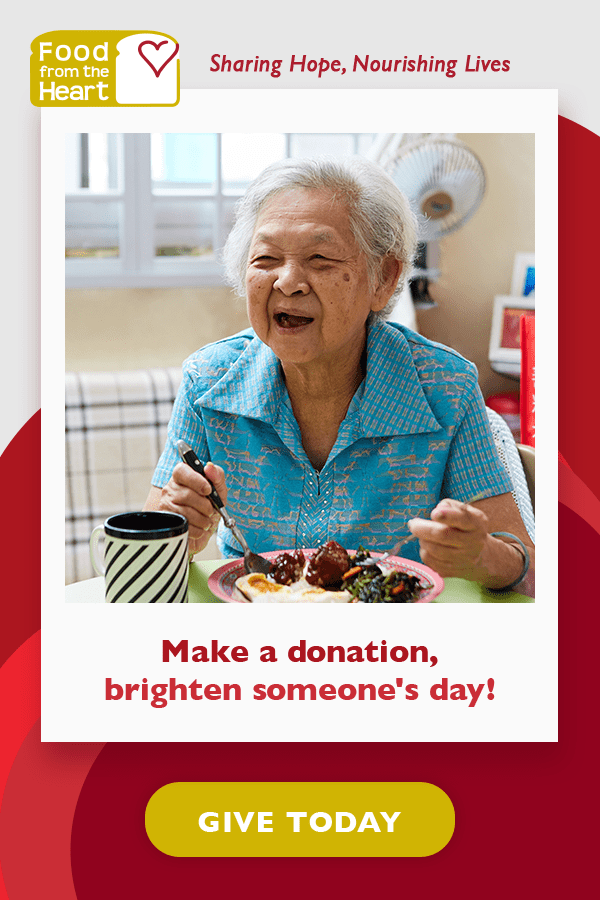 Food
from the
Heart
Sharing Hope, Nourishing Lives
Make a donation,
brighten someone's day!
GIVE TODAY